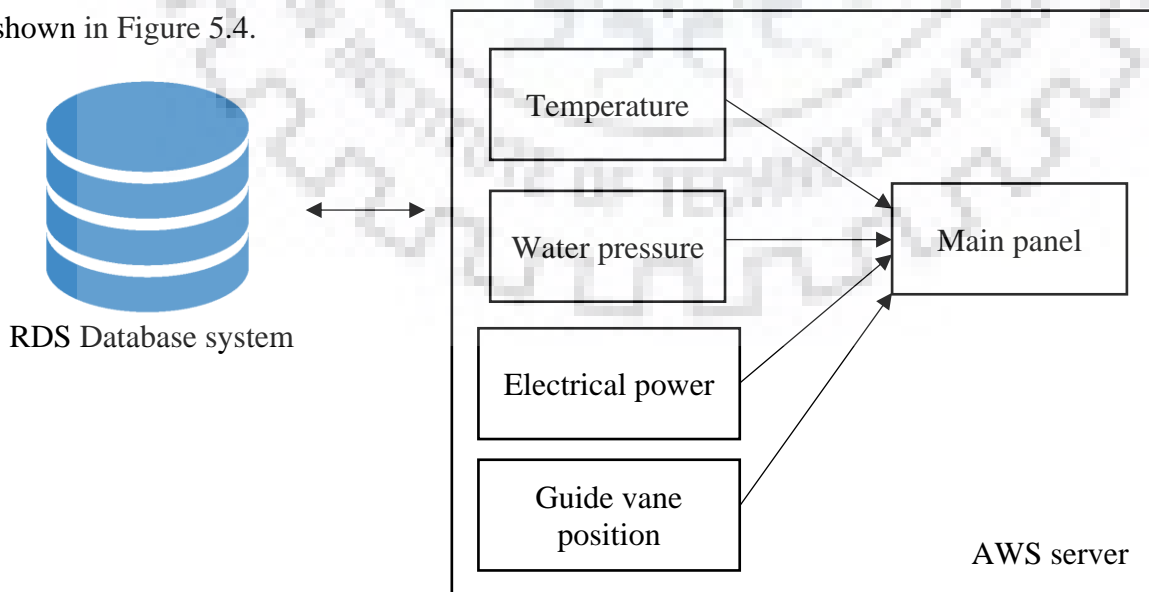 shown in Figure 5.4.
Temperature
Water pressure
Main panel
RDS Database system
Electrical power
Guide vane
position
AWS server